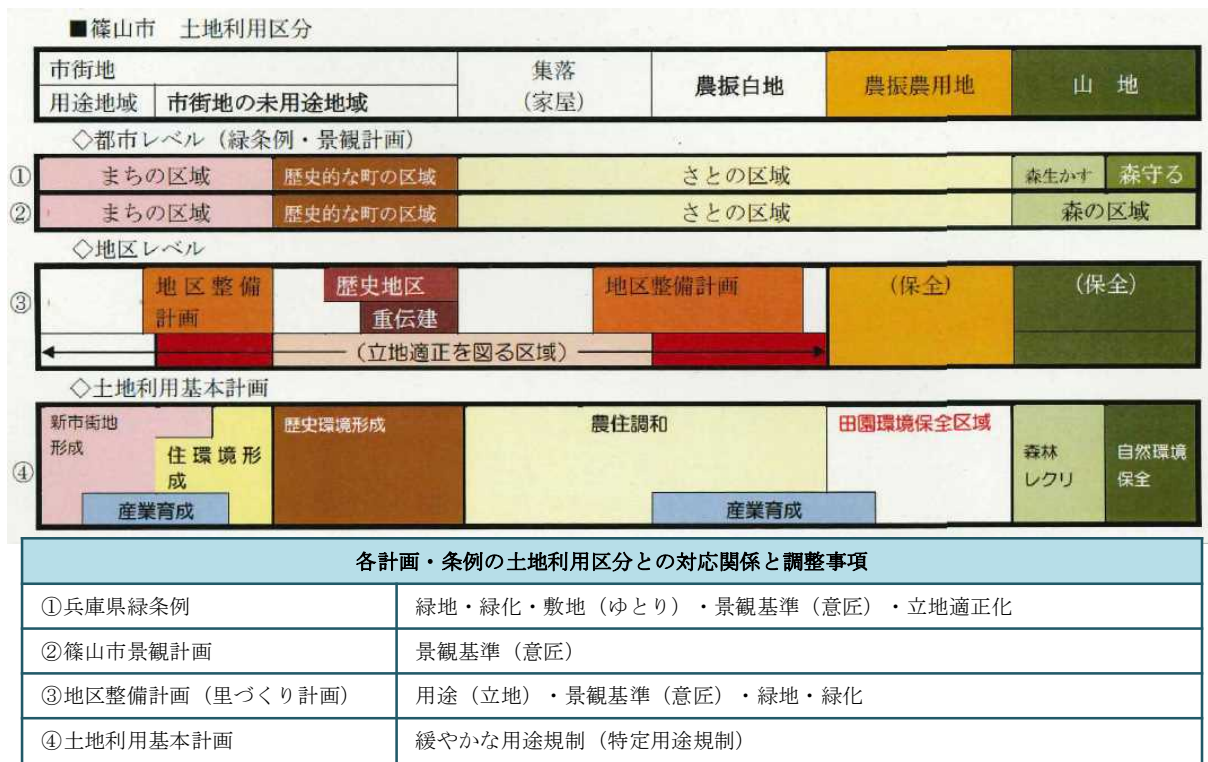 ■篠山市 土地利用区分
市街地
用途地域 市街地の未用途地域
集落
(家屋)
農振白地
農振農用地
山 地
◇都市レベル（緑条例・景観計画）
① まちの区域 歴史的な町の区域 さとの区域 森生かす 森守る
② まちの区域 歴史的な町の区域 さとの区域 森の区域
◇地区レベル
③
地区整備
計画
歴史地区
重伝建
地区整備計画
(保全)
(保全)
(立地適正を図る区域)
◇土地利用基本計画
④
新市街地
形成
住環境形
成
産業育成
歴史環境形成
農住調和
産業育成
田園環境保全区域
森林
レクリ
自然環境
保全
各計画・条例の土地利用区分との対応関係と調整事項
①兵庫県緑条例 緑地・緑化・敷地（ゆとり）・景観基準（意匠）・立地適正化
②篠山市景観計画 景観基準（意匠）
③地区整備計画（里づくり計画） 用途（立地）・景観基準（意匠）・緑地・緑化
④土地利用基本計画 緩やかな用途規制（特定用途規制）